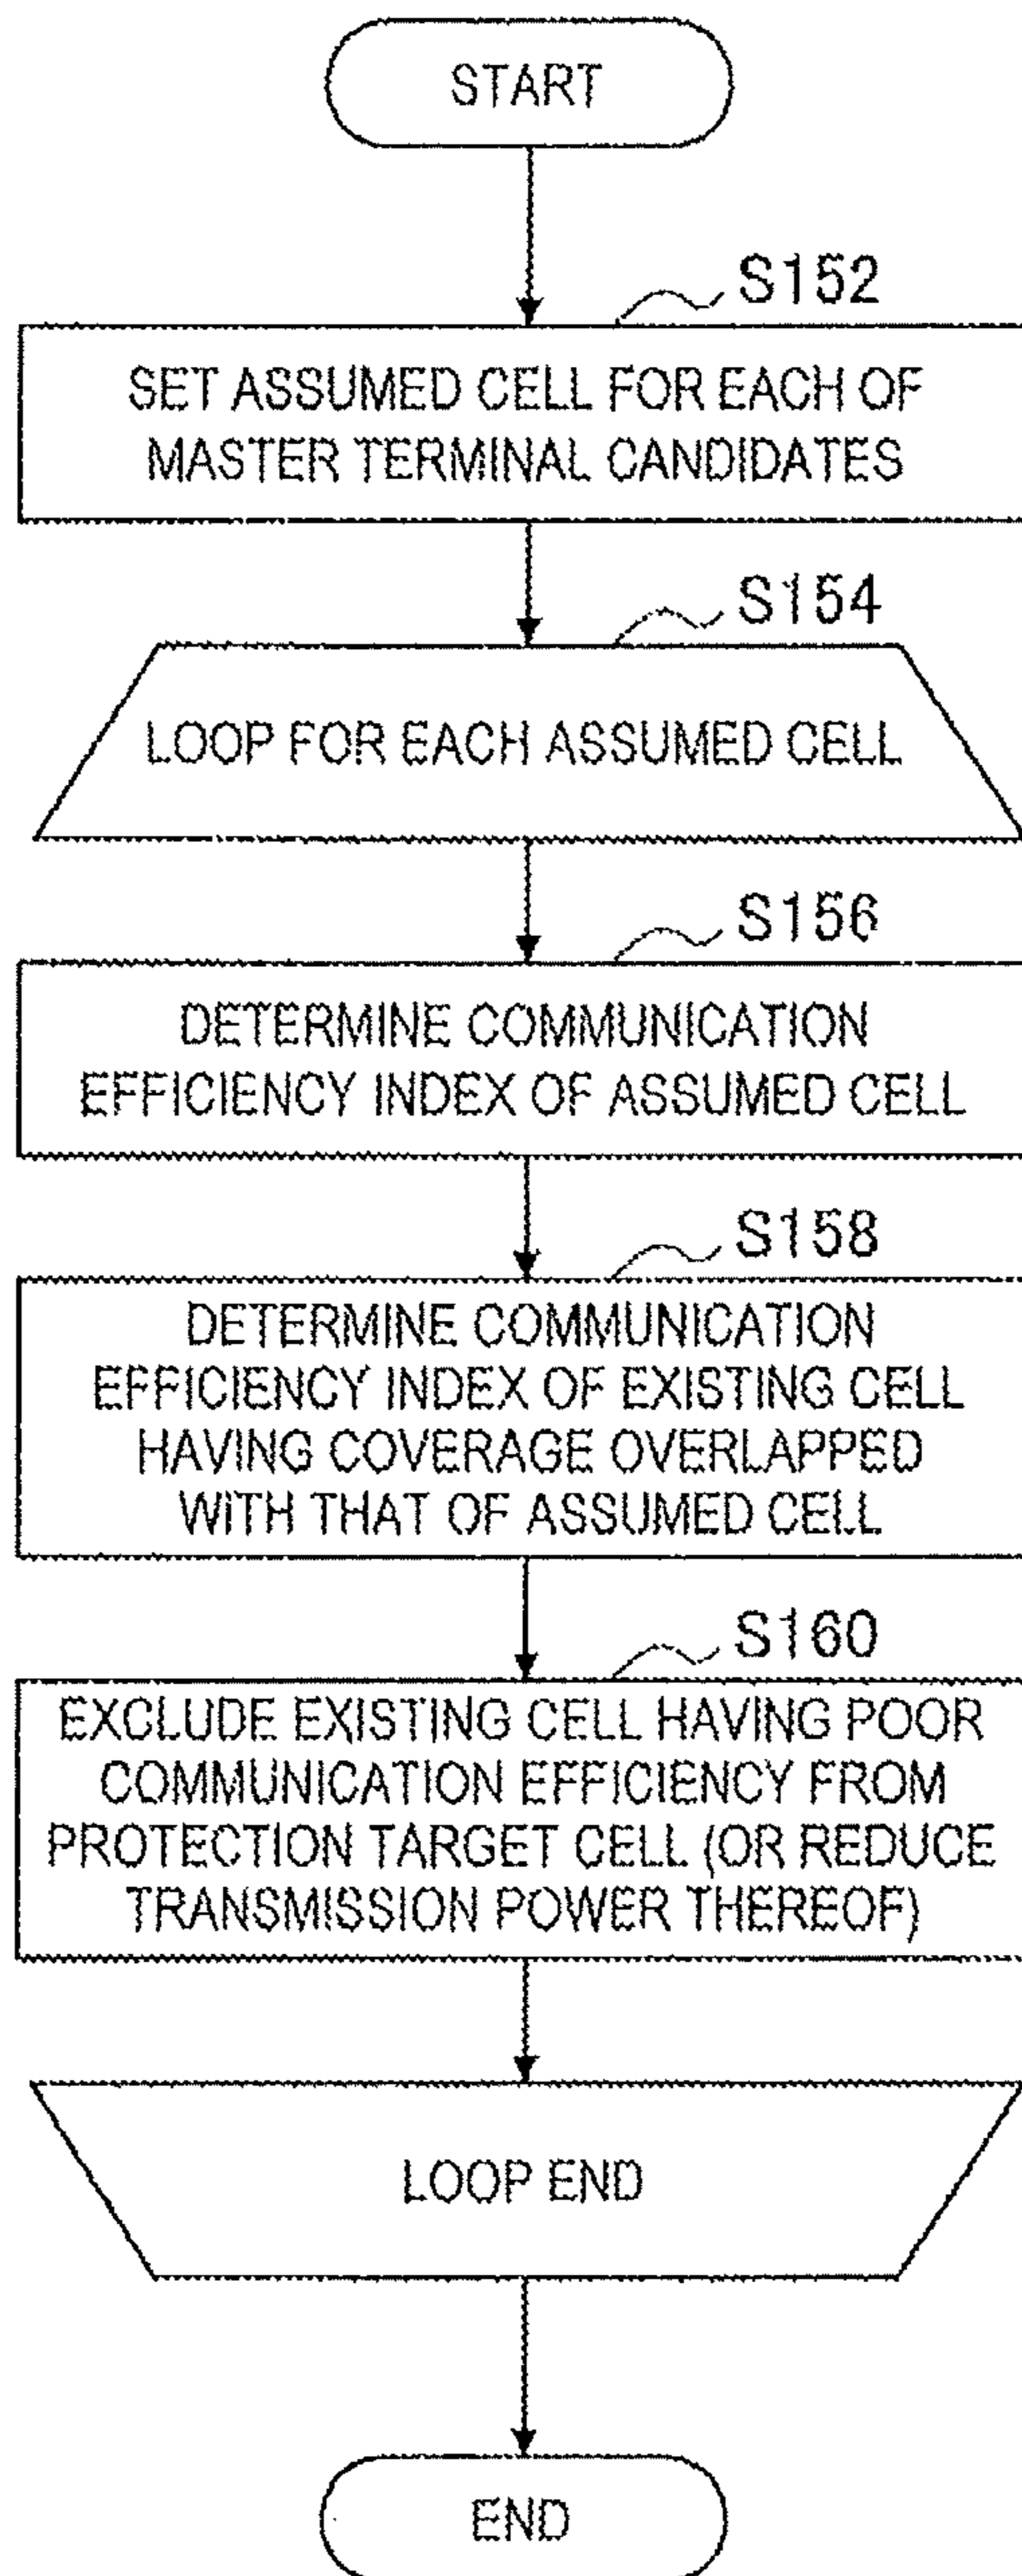 START
S152
SET ASSUMED CELL FOR EACH OF
MASTER TERMINAL CANDIDATES
S154
LOOP FOR EACH ASSUMED CELL
S156
DETERMINE COMMUNICATION
EFFICIENCY INDEX OF ASSUMED CELL
S158
DETERMINE COMMUNICATION
EFFICIENCY INDEX OF EXISTING CELL
HAVING COVERAGE OVERLAPPED
WITH THAT OF ASSUMED CELL
S160
EXCLUDE EXISTING CELL HAVING POOR
COMMUNICATION EFFICIENCY FROM
PROTECTION TARGET CELL (OR REDUCE
TRANSMISSION POWER THEREOF)
LOOP END
END